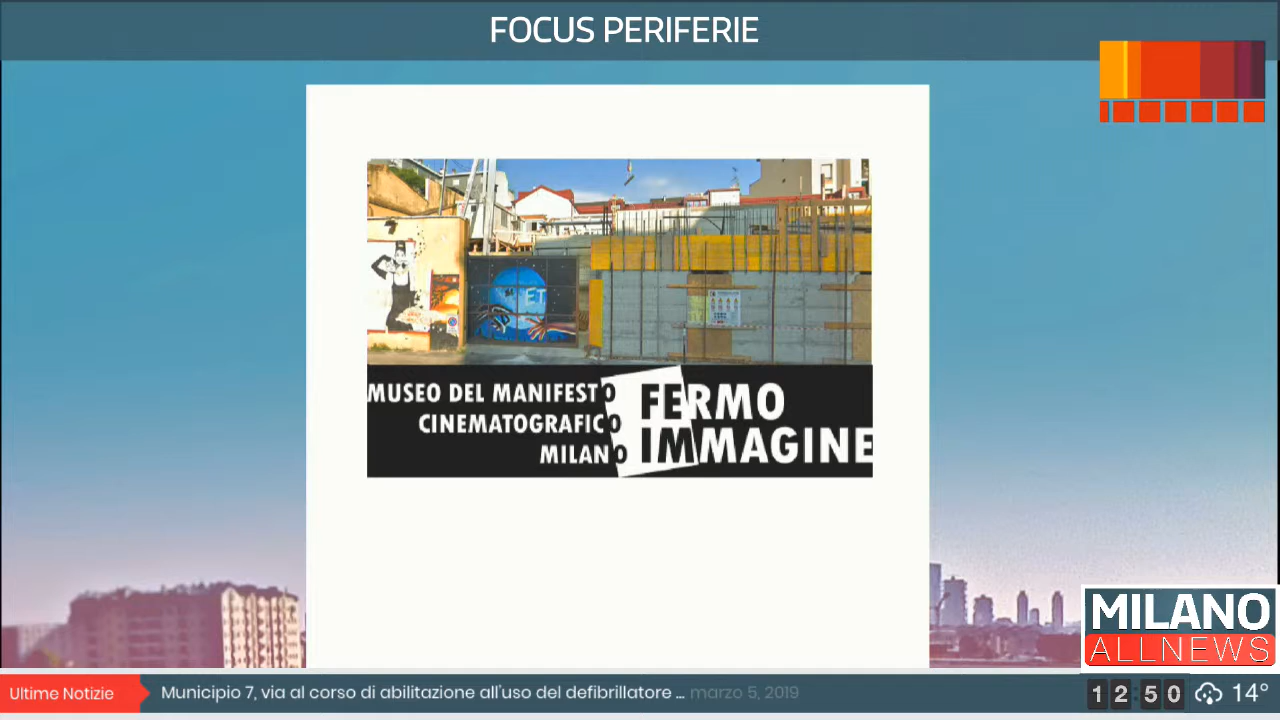 FOCUS PERIFERIE
ET
MUSEO DEL MANIFESTO
CINEMATOGRAFICO
MILANO
FERMO
IMMAGINE
MILANO
ALLNEWS
Ultime Notizie
Municipio 7, via al corso di abilitazione all'uso del defibrillatore ... marzo 5, 2019
12:50
14°